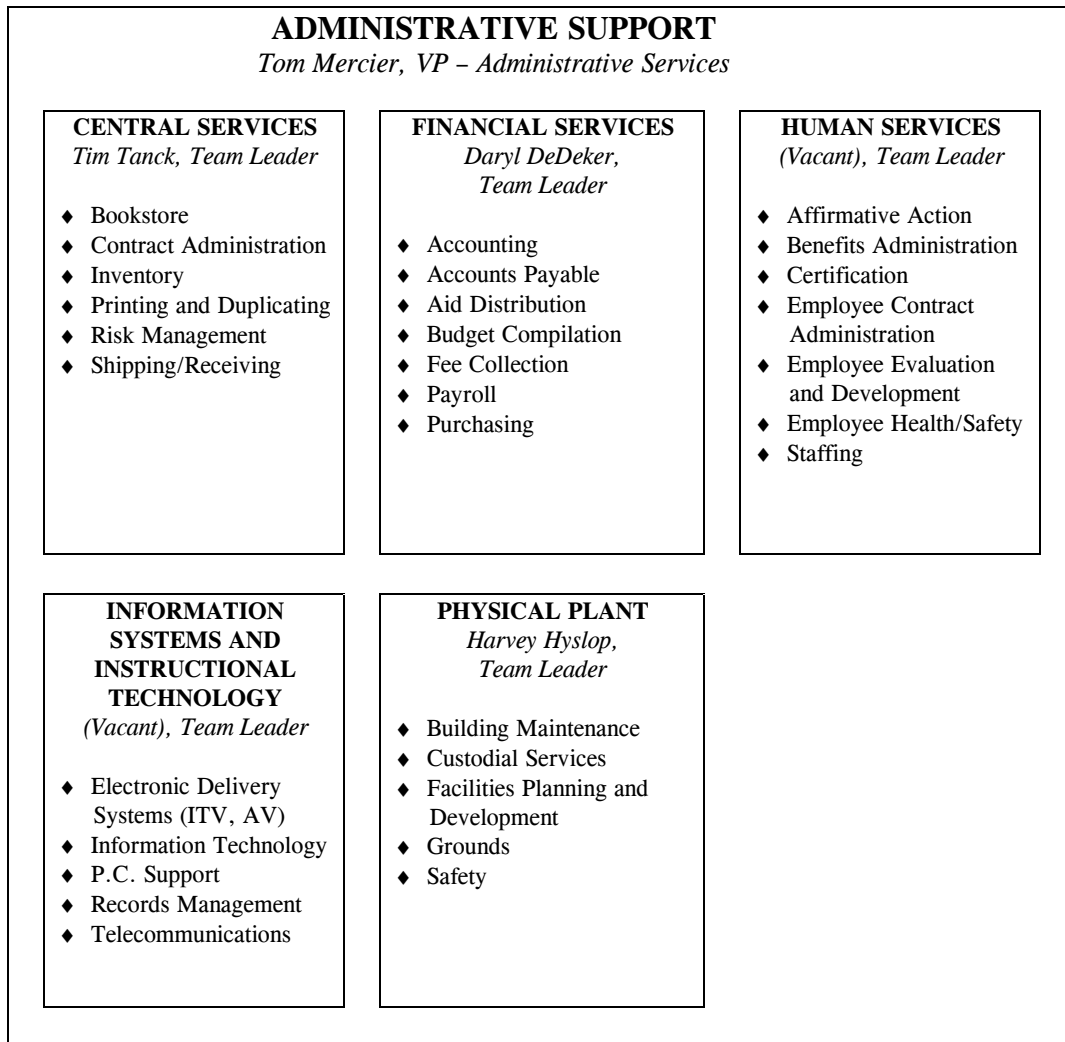 ADMINISTRATIVE SUPPORT
Tom Mercier, VP – Administrative Services
CENTRAL SERVICES
Tim Tanck, Team Leader
♦ Bookstore
♦ Contract Administration
♦ Inventory
♦ Printing and Duplicating
♦ Risk Management
♦ Shipping/Receiving
FINANCIAL SERVICES
Daryl DeDeker,
Team Leader
♦ Accounting
♦ Accounts Payable
♦ Aid Distribution
♦ Budget Compilation
♦ Fee Collection
♦ Payroll
♦ Purchasing
HUMAN SERVICES
(Vacant), Team Leader
♦ Affirmative Action
♦ Benefits Administration
♦ Certification
♦ Employee Contract
Administration
♦ Employee Evaluation
and Development
♦ Employee Health/Safety
♦ Staffing
INFORMATION
SYSTEMS AND
INSTRUCTIONAL
TECHNOLOGY
(Vacant), Team Leader
♦ Electronic Delivery
Systems (ITV, AV)
♦ Information Technology
♦ P.C. Support
♦ Records Management
♦ Telecommunications
PHYSICAL PLANT
Harvey Hyslop,
Team Leader
♦ Building Maintenance
♦ Custodial Services
♦ Facilities Planning and
Development
♦ Grounds
♦ Safety